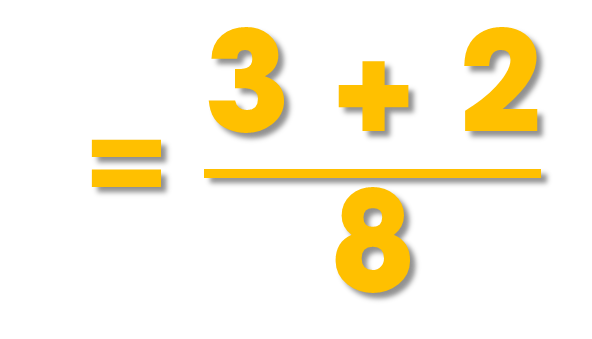 3 + 2
=
8